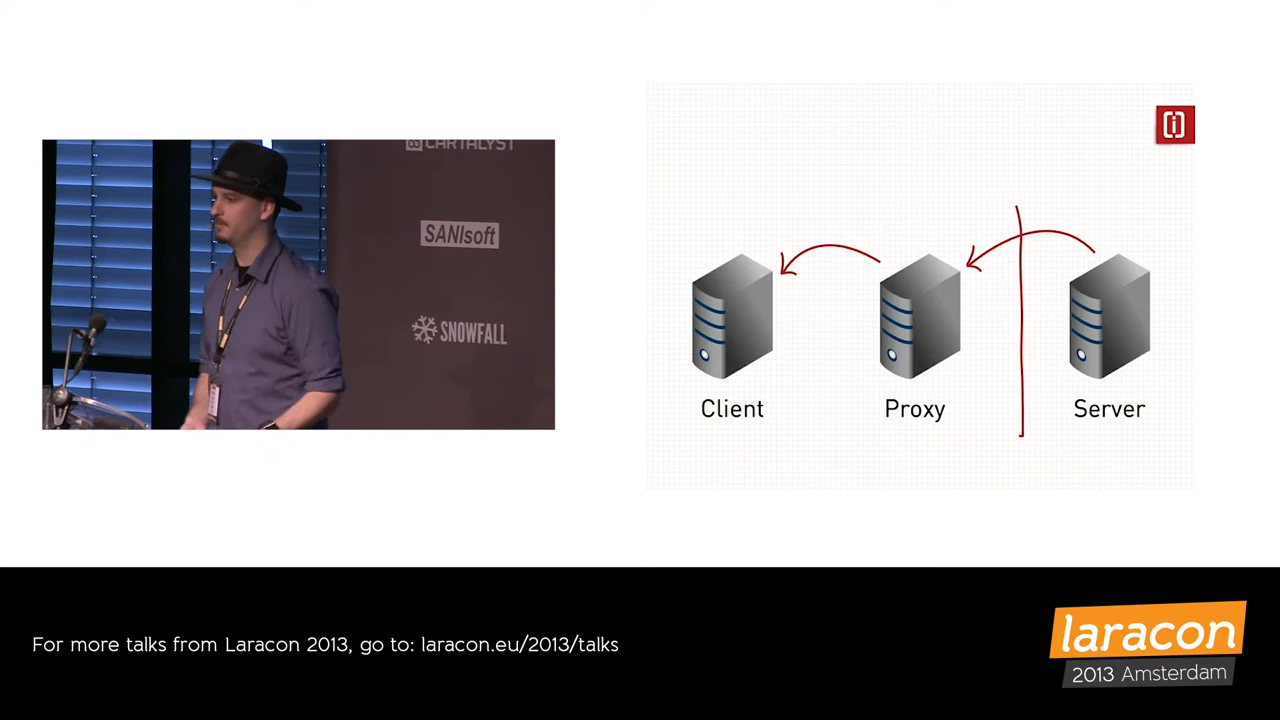 CARTALYST
SANIsoft
SNOWFALL
[i]
Client
Proxy
Server
For more talks from Laracon 2013, go to: laracon.eu/2013/talks
laracon
2013 Amsterdam